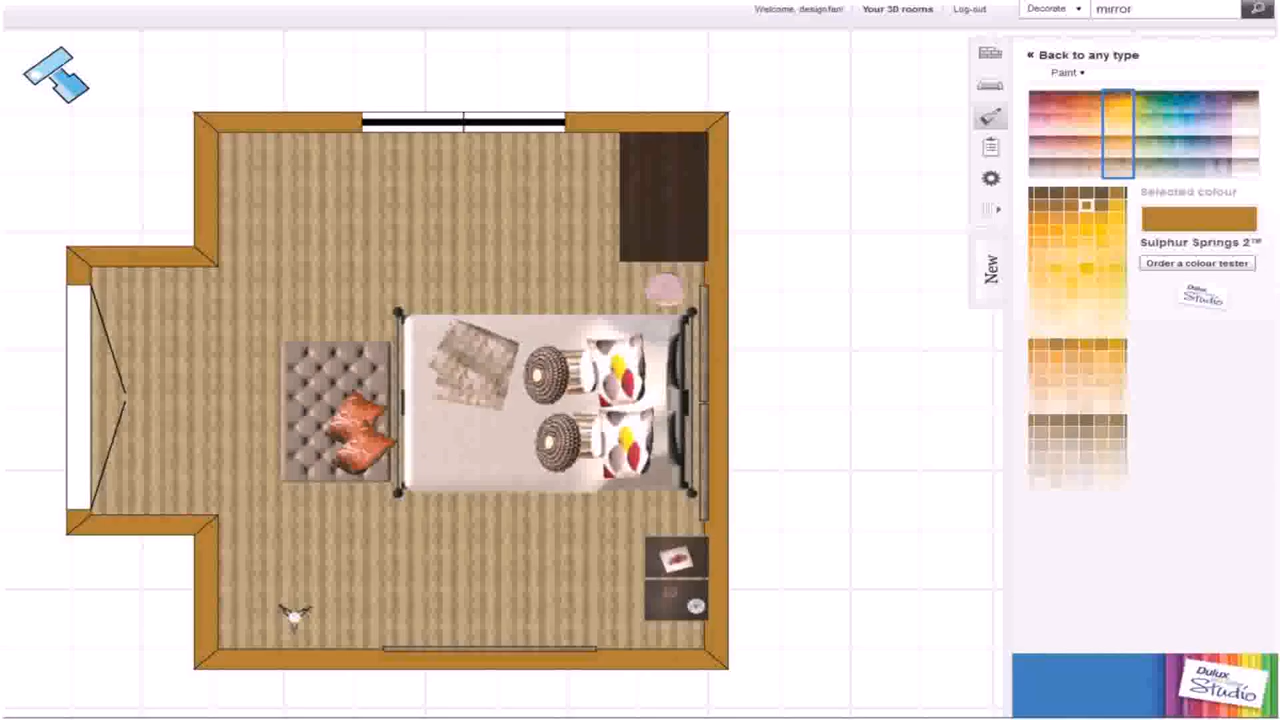 Welcome, designfan!
Your 3D rooms
Log-out
Decorate
mirror
« Back to any type
Paint
Selected colour
Sulphur Springs 2™
Order a colour tester
Dulux
Studio
New
Dulux
Studio